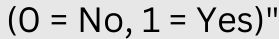 (0 = No, 1 = Yes)"